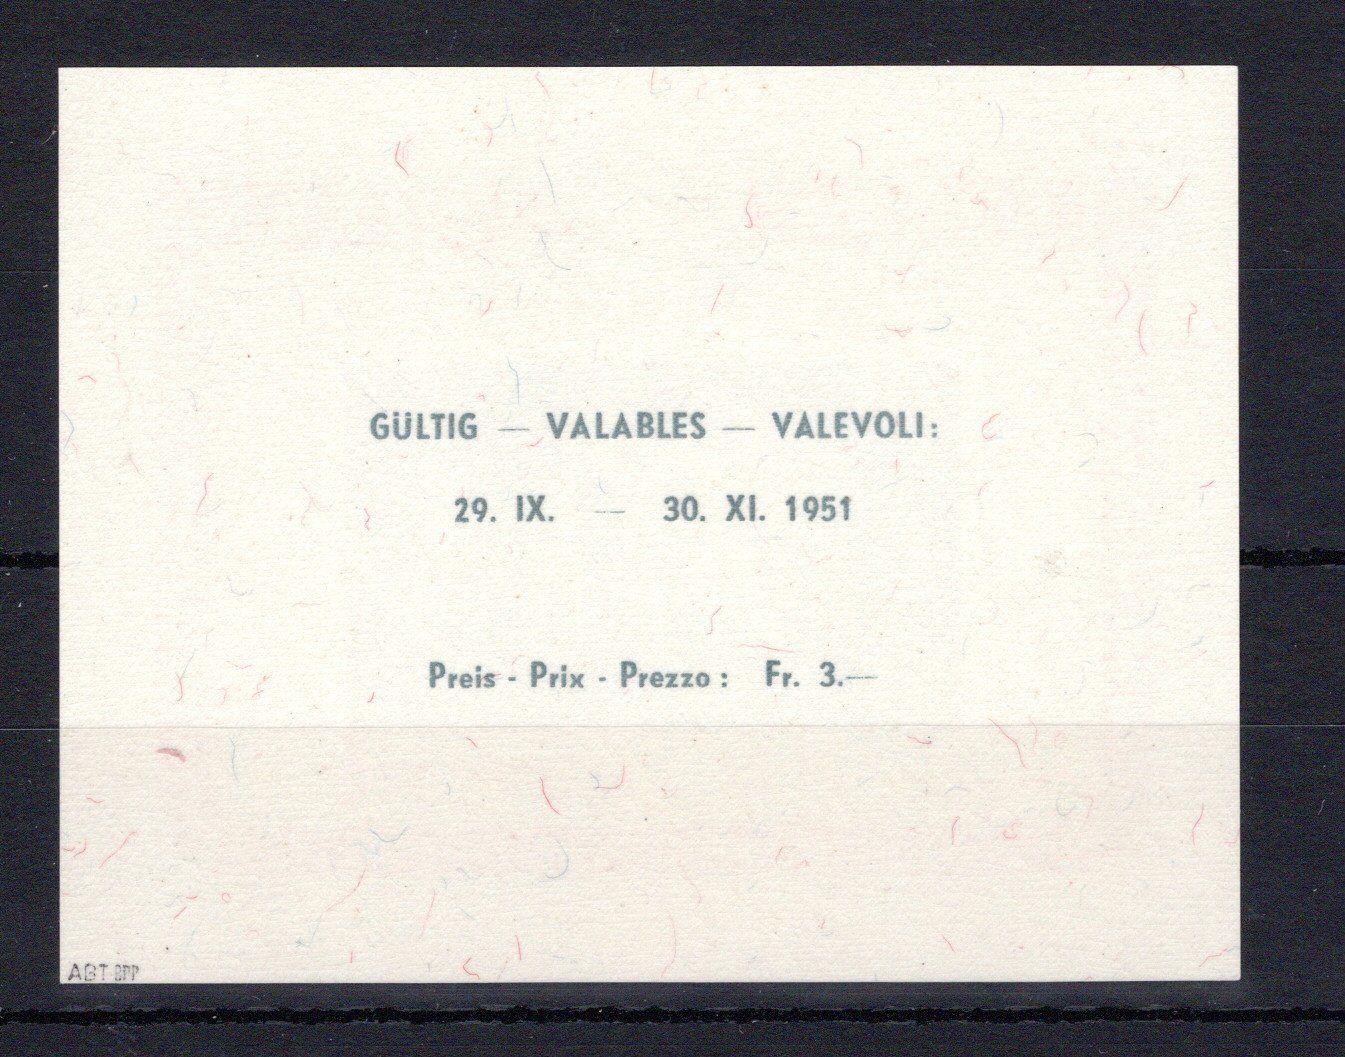 GÜLTIG — VALABLES — VALEVOLI:
29. IX. — 30. XI. 1951
Preis - Prix - Prezzo : Fr. 3.—
ABT BPP